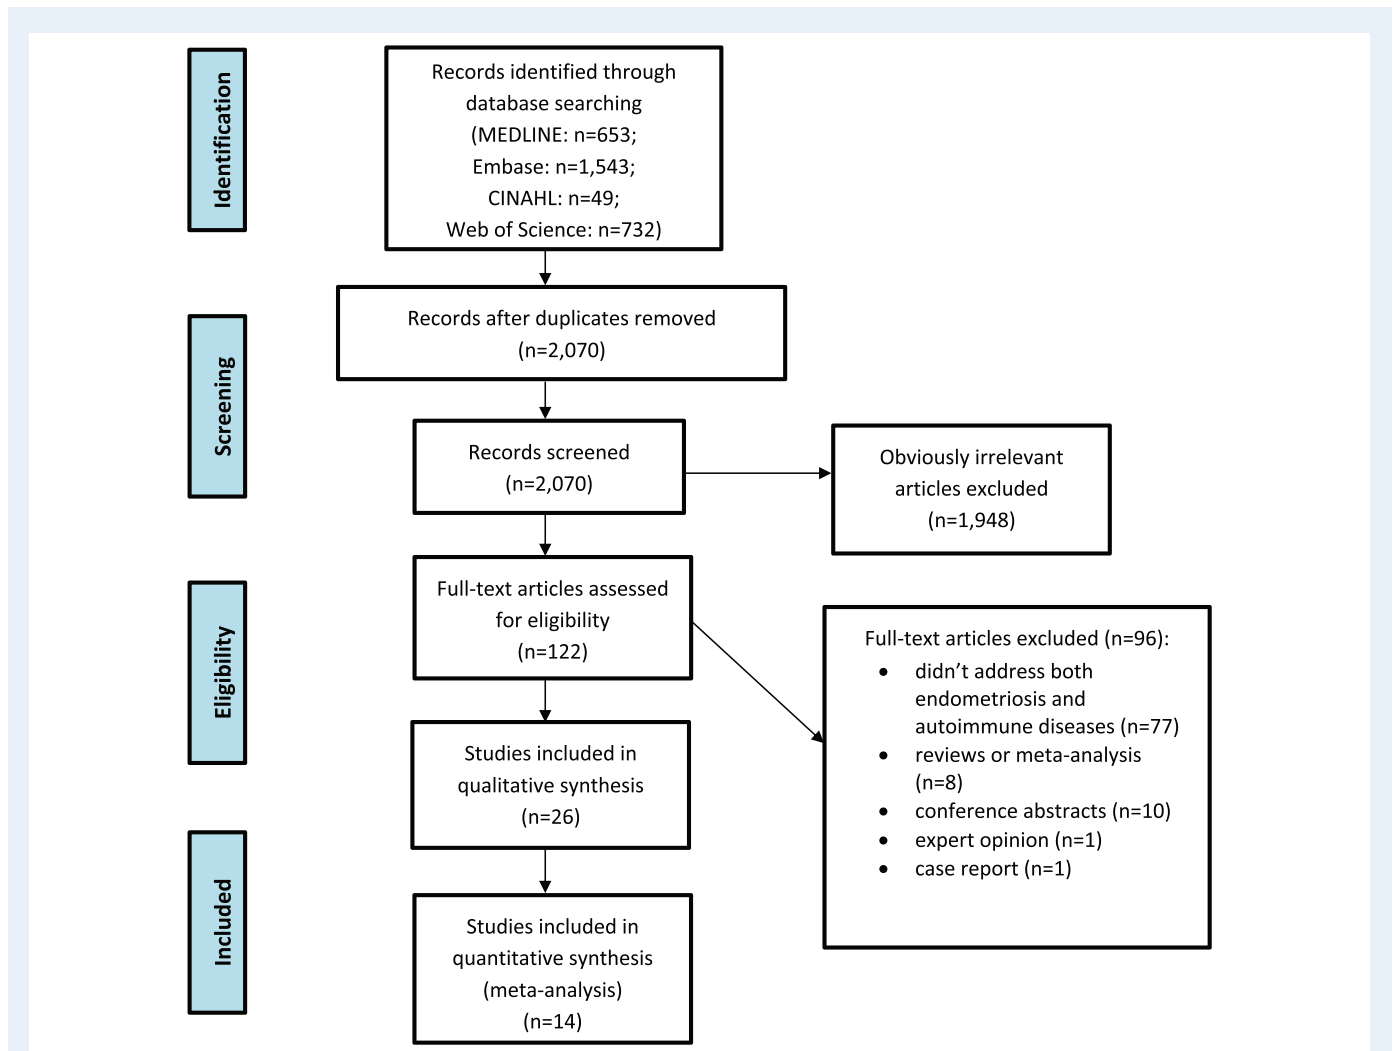 Identification
Records identified through
database searching
(MEDLINE: n=653;
Embase: n=1,543;
CINAHL: n=49;
Web of Science: n=732)
Records after duplicates removed
(n=2,070)
Screening
Records screened
(n=2,070)
Obviously irrelevant
articles excluded
(n=1,948)
Full-text articles assessed
for eligibility
(n=122)
Eligibility
Full-text articles excluded (n=96):
• didn't address both
endometriosis and
autoimmune diseases (n=77)
• reviews or meta-analysis
(n=8)
• conference abstracts (n=10)
• expert opinion (n=1)
• case report (n=1)
Studies included in
qualitative synthesis
(n=26)
Included
Studies included in
quantitative synthesis
(meta-analysis)
(n=14)